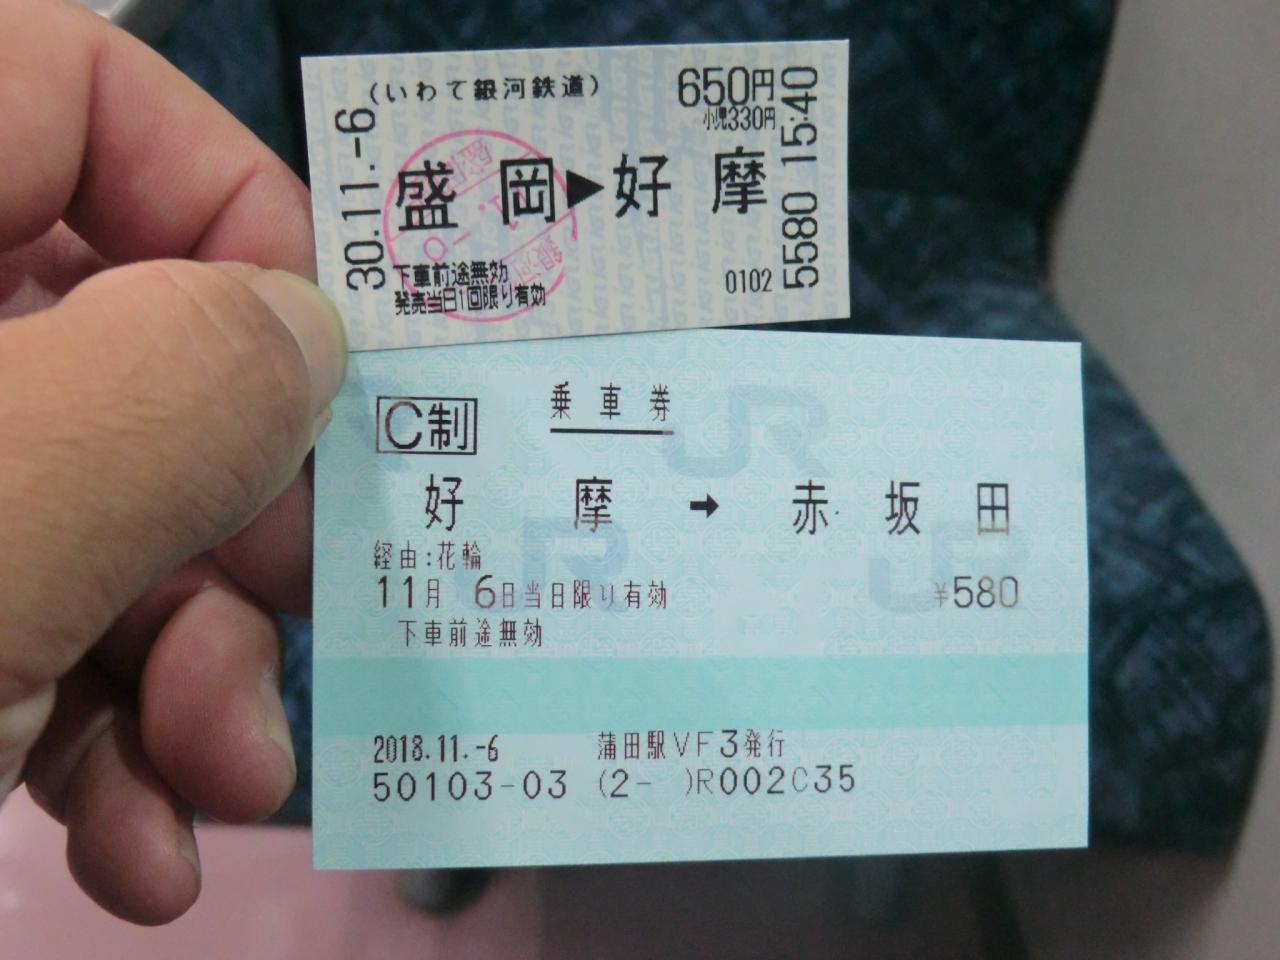 (いわて銀河鉄道)
650円
小児330円
30.11.-6
盛岡▶好摩
5580 15:40
下車前途無効
発売当日1回限り有効
0102
C制
乗車券
好摩→赤坂田
経由:花輪
11月 6日当日限り有効
¥580
下車前途無効
2018.11.-6 蒲田駅VF3発行
50103-03 (2- )R002C35
JR
JR
JR